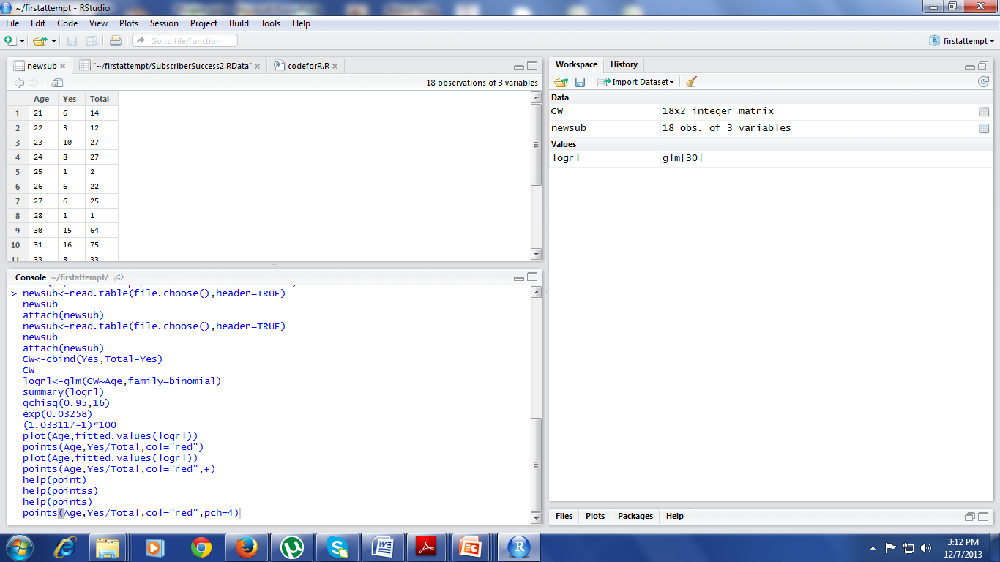 ~/firstattempt - RStudio
File Edit Code View Plots Session Project Build Tools Help
Go to file/function
firstattempt
newsub
"~/firstattempt/SubscriberSuccess2.RData"
codeforR.R
18 observations of 3 variables
Age Yes Total
1 21 6 14
2 22 3 12
3 23 10 27
4 24 8 27
5 25 1 2
6 26 6 22
7 27 6 25
8 28 1 1
9 30 15 64
10 31 16 75
11 33 8 33
Console ~/firstattempt/
> newsub<-read.table(file.choose(),header=TRUE)
newsub
attach(newsub)
newsub<-read.table(file.choose(),header=TRUE)
newsub
attach(newsub)
CW<-cbind(Yes,Total-Yes)
CW
logrl<-glm(CW~Age,family=binomial)
summary(logrl)
qchisq(0.95,16)
exp(0.03258)
(1.033117-1)*100
plot(Age,fitted.values(logrl))
points(Age,Yes/Total,col="red")
plot(Age,fitted.values(logrl))
points(Age,Yes/Total,col="red",+)
help(point)
help(pointss)
help(points)
points(Age,Yes/Total,col="red",pch=4)
Workspace History
Import Dataset
Data
CW 18x2 integer matrix
newsub 18 obs. of 3 variables
Values
logrl glm[30]
Files Plots Packages Help
3:12 PM
12/7/2013